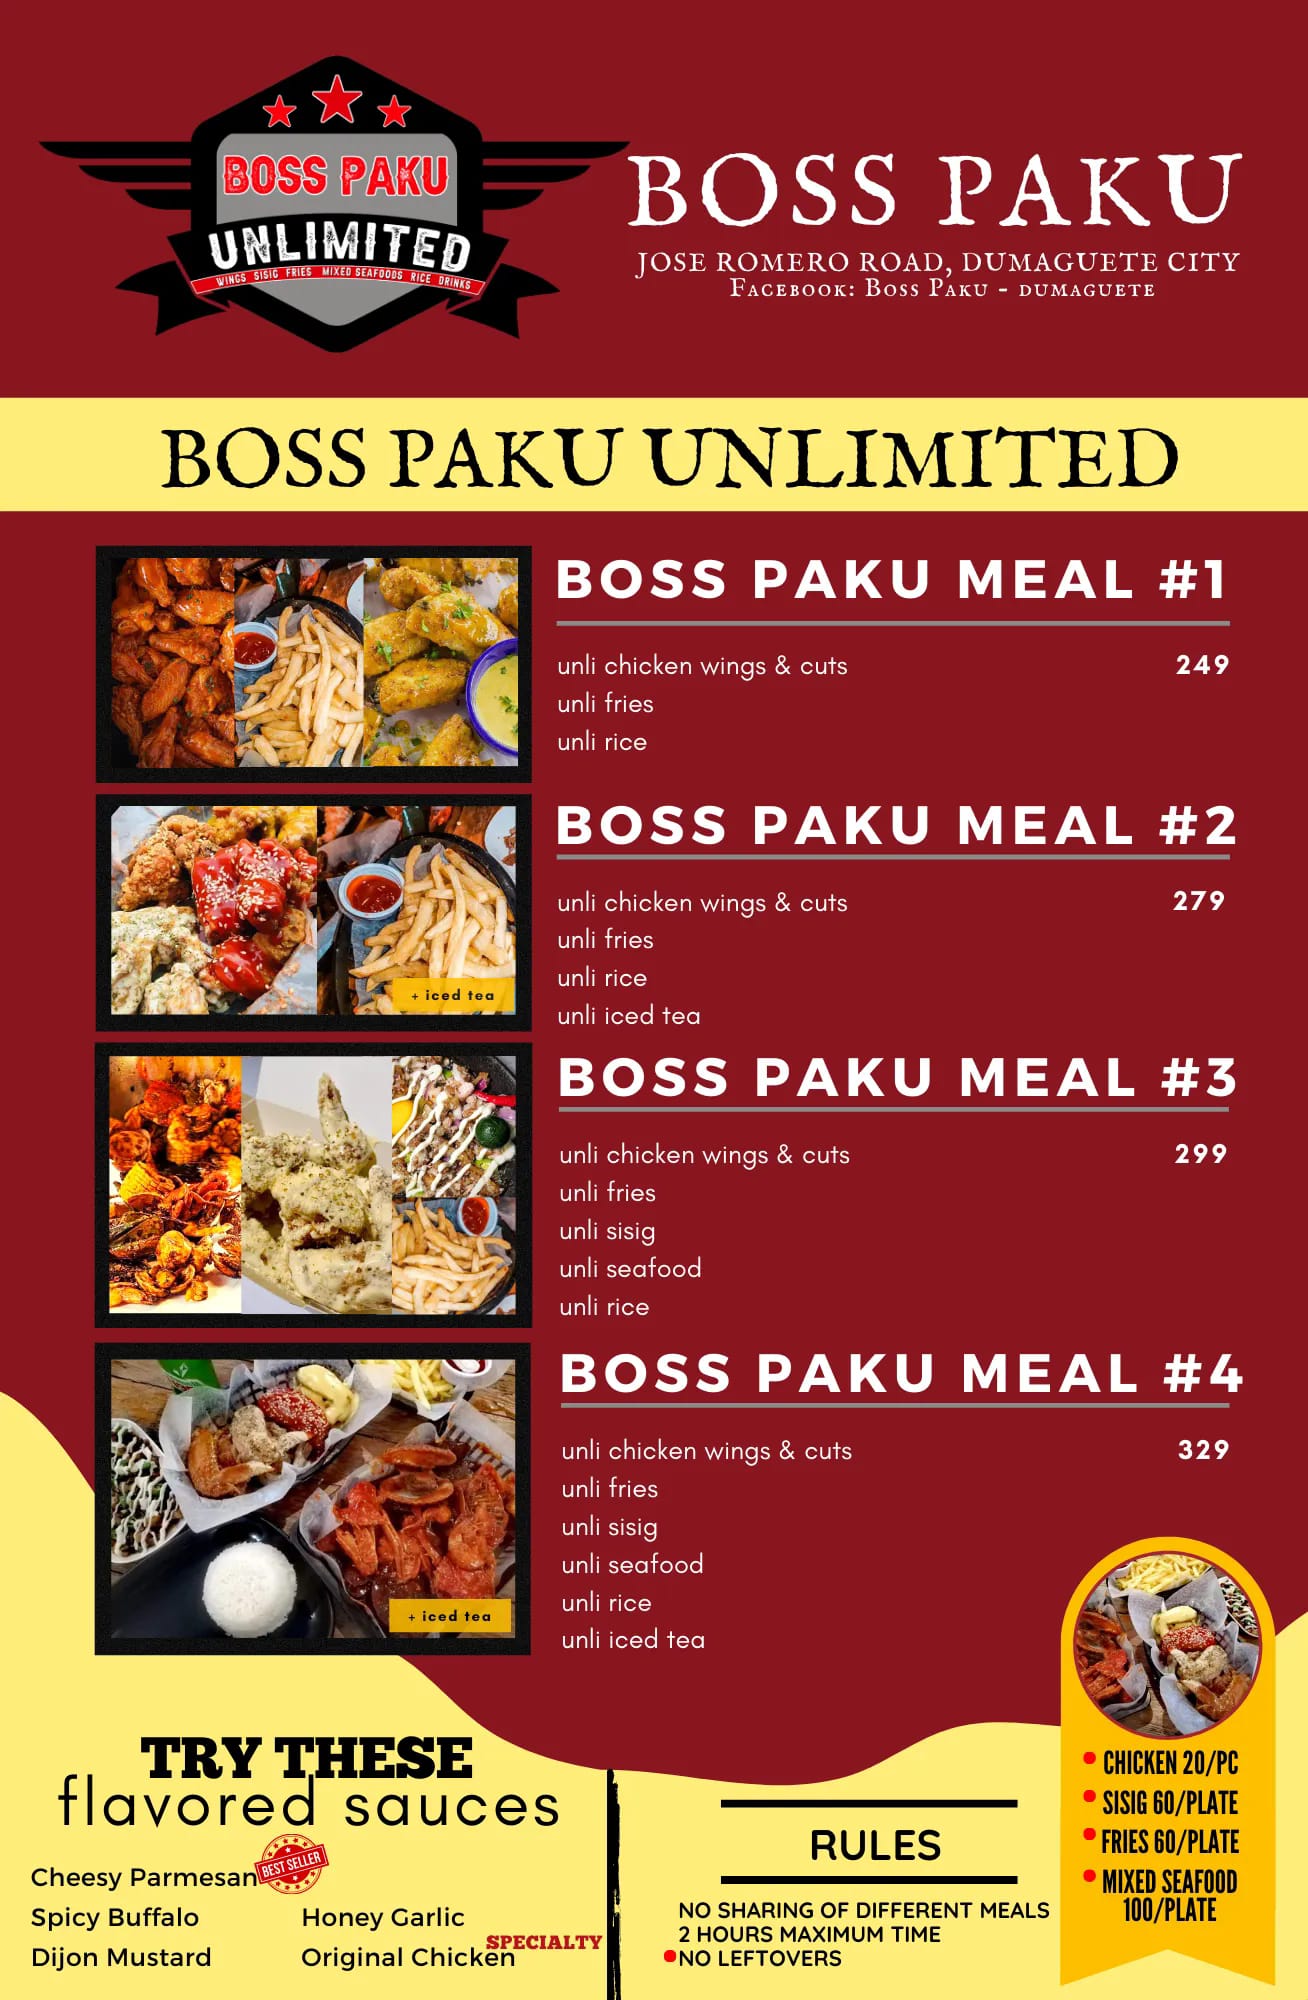 BOSS PAKU
UNLIMITED
WINGS SISIG FRIES MIXED SEAFOODS RICE DRINKS
BOSS PAKU
JOSE ROMERO ROAD, DUMAGUETE CITY
FACEBOOK: BOSS PAKU - DUMAGUETE
BOSS PAKU UNLIMITED
BOSS PAKU MEAL #1
unli chicken wings & cuts 249
unli fries
unli rice
BOSS PAKU MEAL #2
unli chicken wings & cuts 279
unli fries
unli rice
unli iced tea
+ iced tea
BOSS PAKU MEAL #3
unli chicken wings & cuts 299
unli fries
unli sisig
unli seafood
unli rice
BOSS PAKU MEAL #4
unli chicken wings & cuts 329
unli fries
unli sisig
unli seafood
unli rice
unli iced tea
+ iced tea
TRY THESE
flavored sauces
Cheesy Parmesan BEST SELLER
Spicy Buffalo
Dijon Mustard
Honey Garlic
Original Chicken SPECIALTY
RULES
NO SHARING OF DIFFERENT MEALS
2 HOURS MAXIMUM TIME
NO LEFTOVERS
CHICKEN 20/PC
SISIG 60/PLATE
FRIES 60/PLATE
MIXED SEAFOOD
100/PLATE